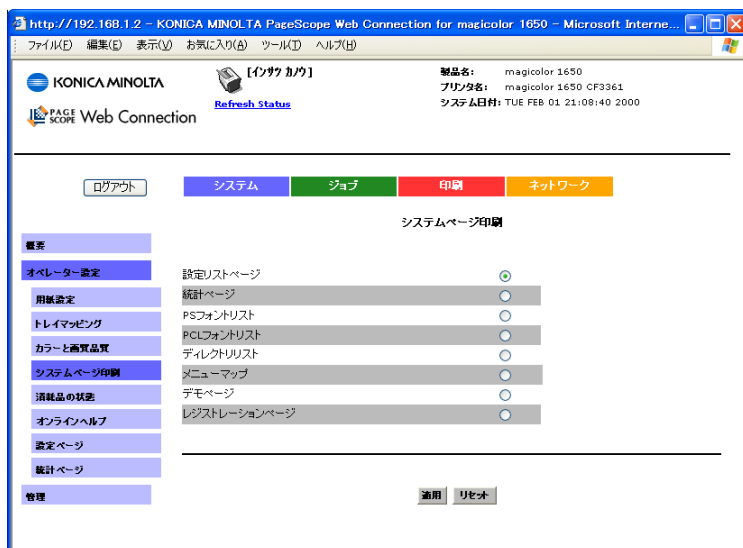 http://192.168.1.2 - KONICA MINOLTA PageScope Web Connection for magicolor 1650 - Microsoft Interne...
ファイル(F) 編集(E) 表示(V) お気に入り(A) ツール(T) ヘルプ(H)
KONICA MINOLTA
[インサツ カノウ]
Refresh Status
製品名: magicolor 1650
プリンタ名: magicolor 1650 CF3361
システム日付: TUE FEB 01 21:08:40 2000
PAGE SCOPE Web Connection
ログアウト
システム ジョブ 印刷 ネットワーク
システムページ印刷
概要
オペレーター設定
用紙設定
トレイマッピング
カラーと画質品質
システムページ印刷
消耗品の状態
オンラインヘルプ
設定ページ
統計ページ
管理
設定リストページ
統計ページ
PSフォントリスト
PCLフォントリスト
ディレクトリリスト
メニューマップ
デモページ
レジストレーションページ
適用 リセット